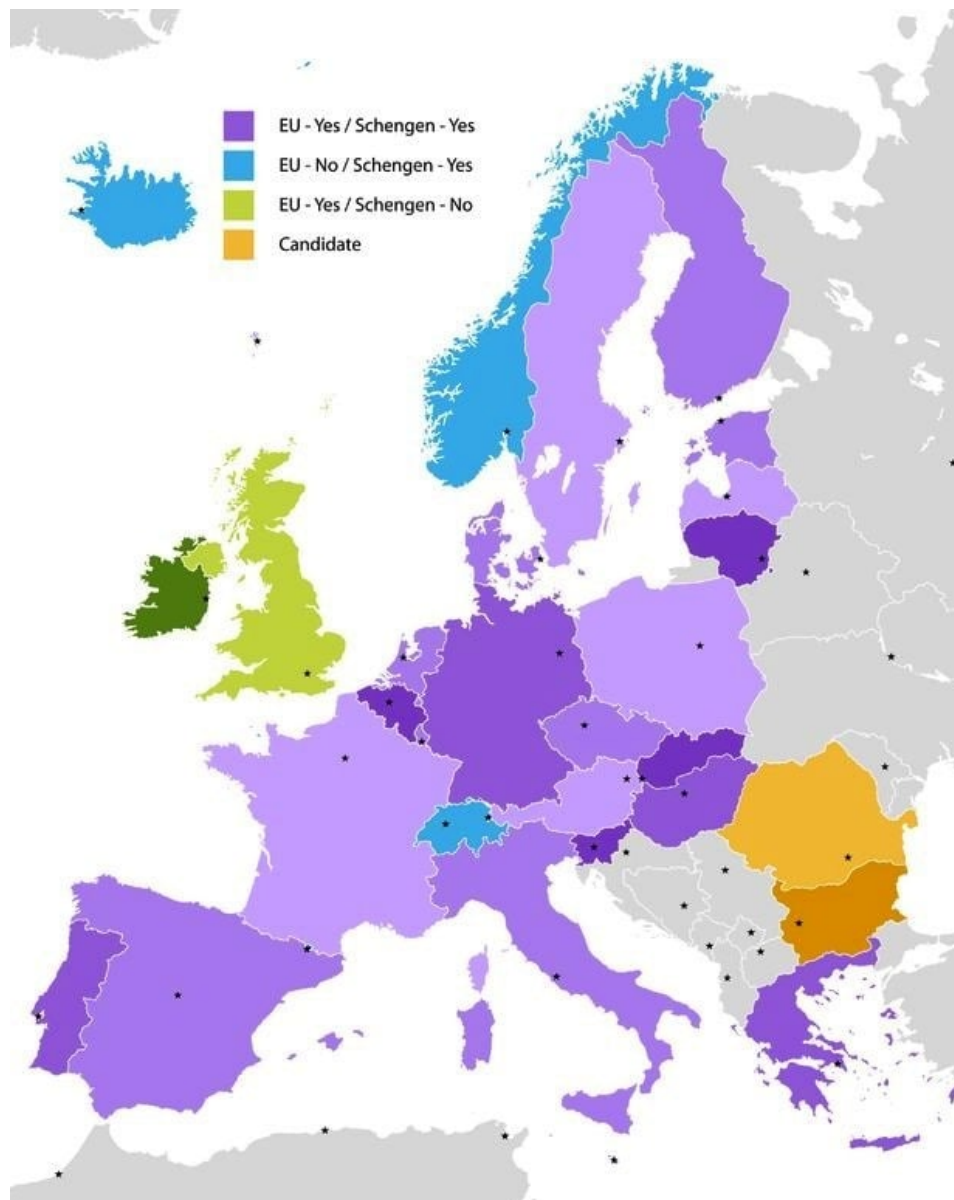 EU - Yes / Schengen - Yes
EU - No / Schengen - Yes
EU - Yes / Schengen - No
Candidate